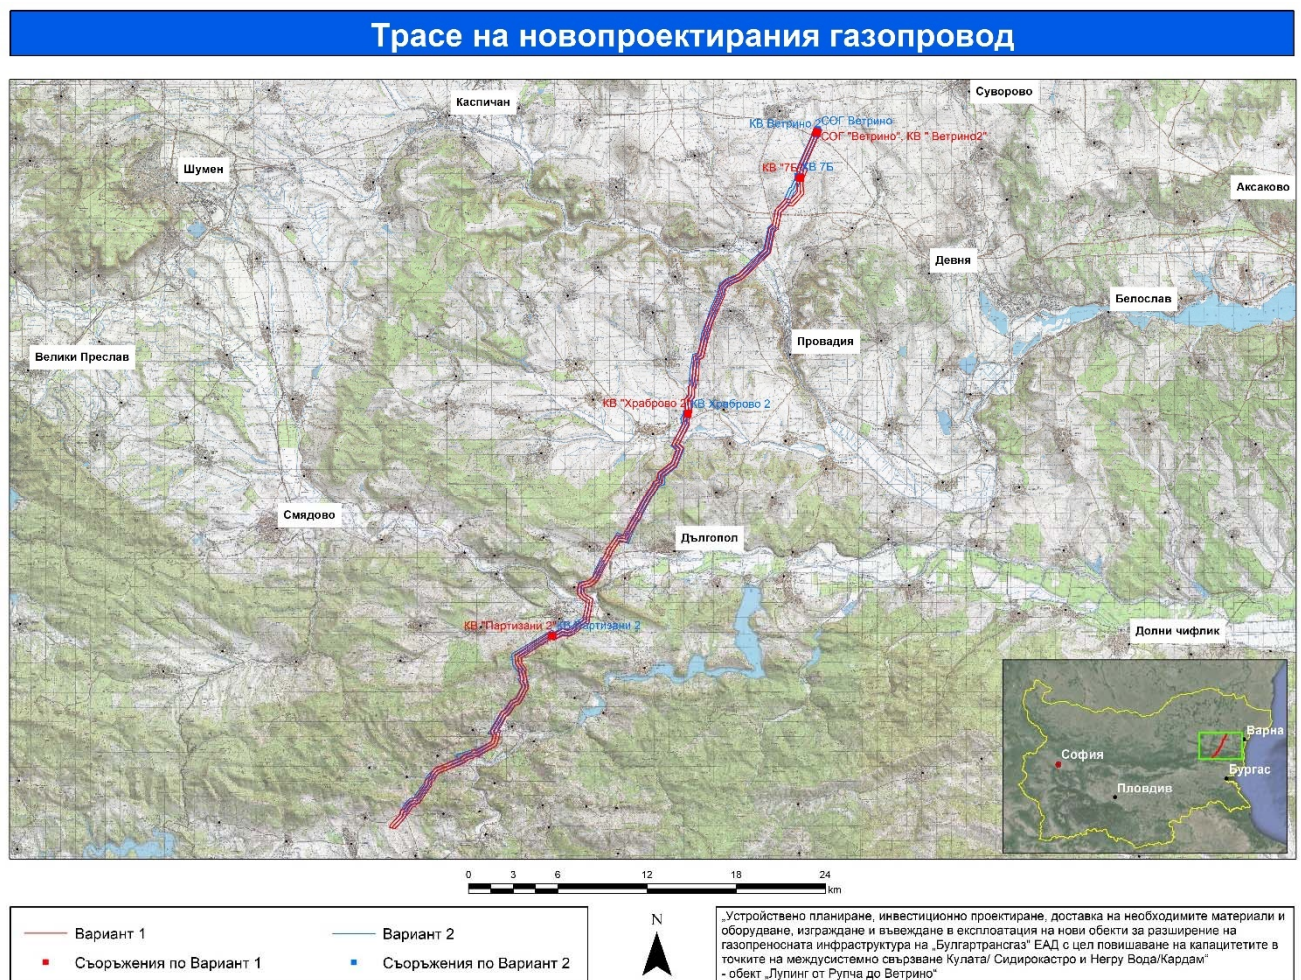 Трасе на новопроектирания газопровод
Суворово
Каспичан
КВ Ветрино 2
СОГ Ветрино
СОГ "Ветрино", КВ " Ветрино2"
Шумен
КВ "7Б"
КВ 7Б
Аксаково
Девня
Белослав
Провадия
Велики Преслав
КВ "Храброво 2"
КВ Храброво 2
Смядово
Дългопол
КВ "Партизани 2"
КВ Партизани 2
Долни чифлик
Варна
София
Бургас
Пловдив
0 3 6 12 18 24
km
Вариант 1
Вариант 2
Съоръжения по Вариант 1
Съоръжения по Вариант 2
N
„Устройствено планиране, инвестиционно проектиране, доставка на необходимите материали и
оборудване, изграждане и въвеждане в експлоатация на нови обекти за разширение на
газопреносната инфраструктура на „Булгартрансгаз" ЕАД с цел повишаване на капацитетите в
точките на междусистемно свързване Кулата/ Сидирокастро и Негру Вода/Кардам"
- обект „Лупинг от Рупча до Ветрино"